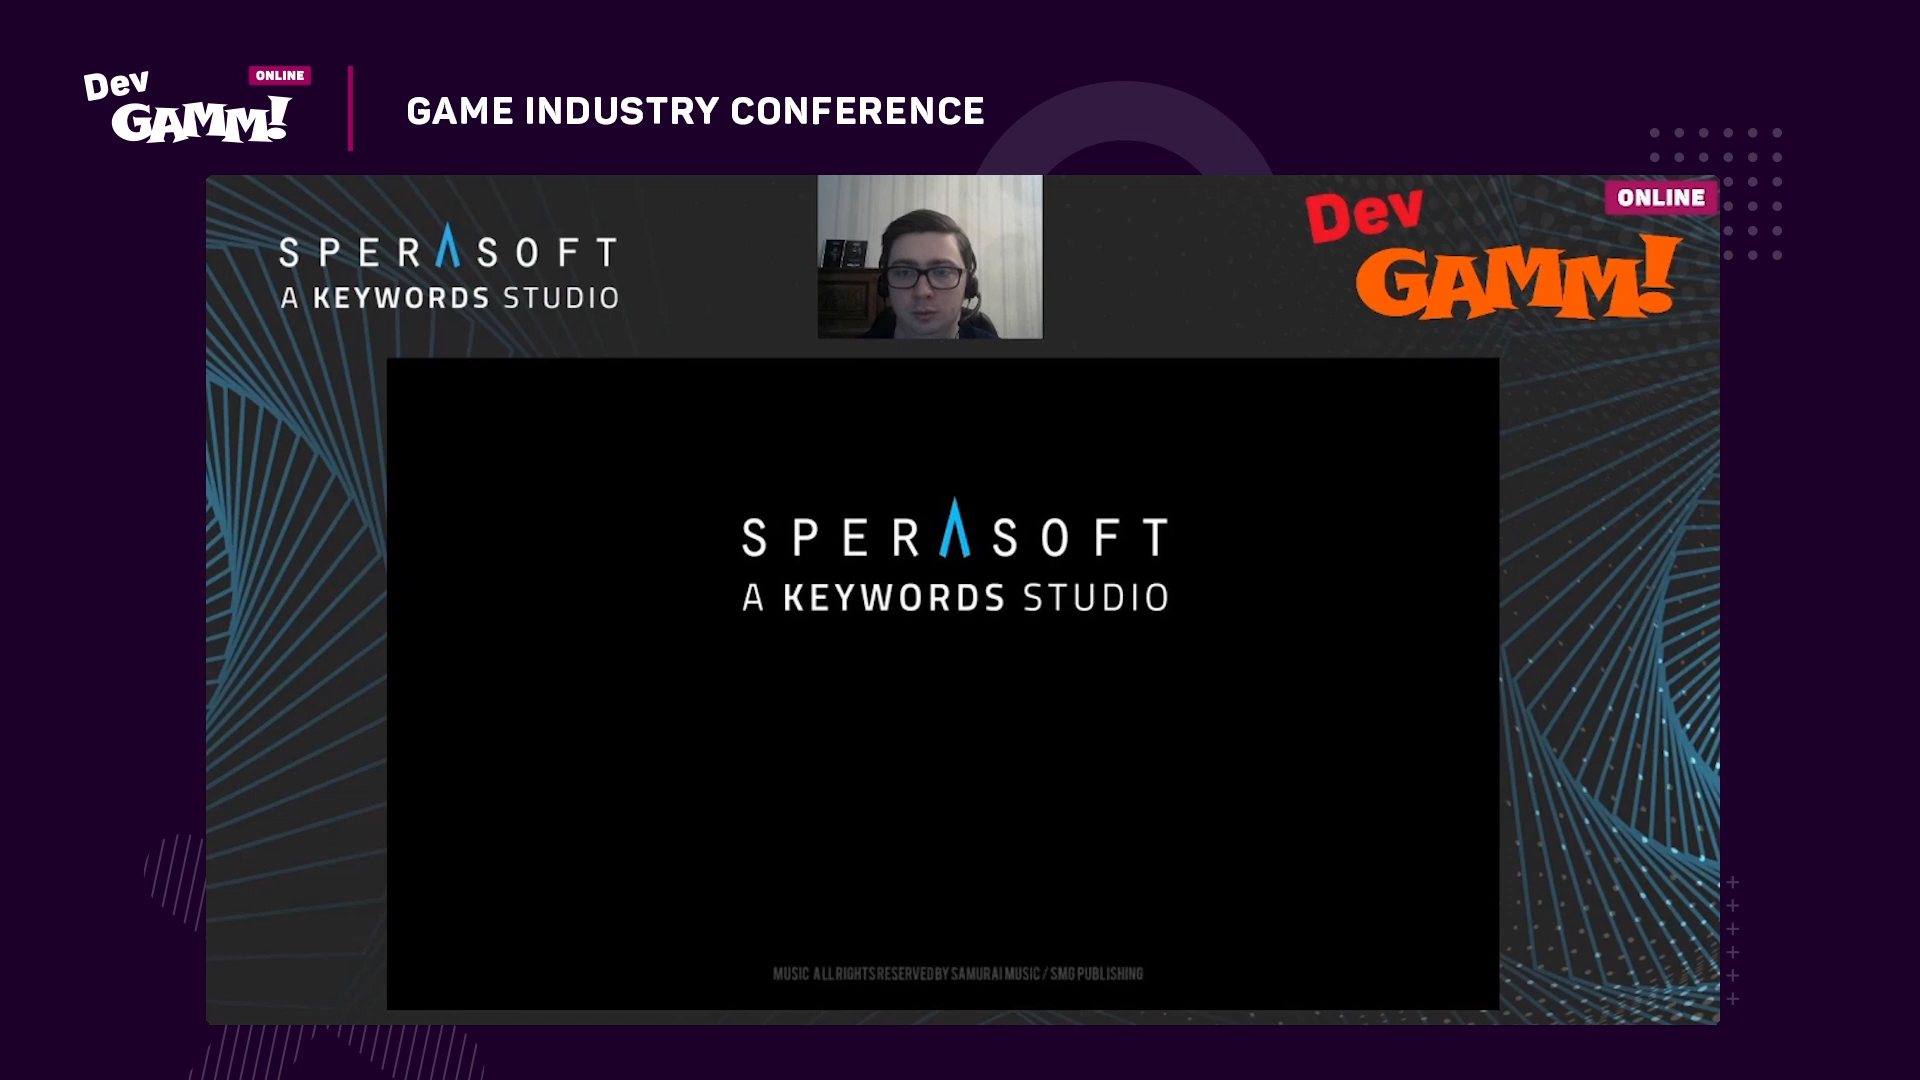 Dev
GAMM!
ONLINE
GAME INDUSTRY CONFERENCE
SPERASOFT
A KEYWORDS STUDIO
Dev
GAMM!
ONLINE
SPERASOFT
A KEYWORDS STUDIO
MUSIC ALL RIGHTS RESERVED BY SAMURAI MUSIC / SMG PUBLISHING